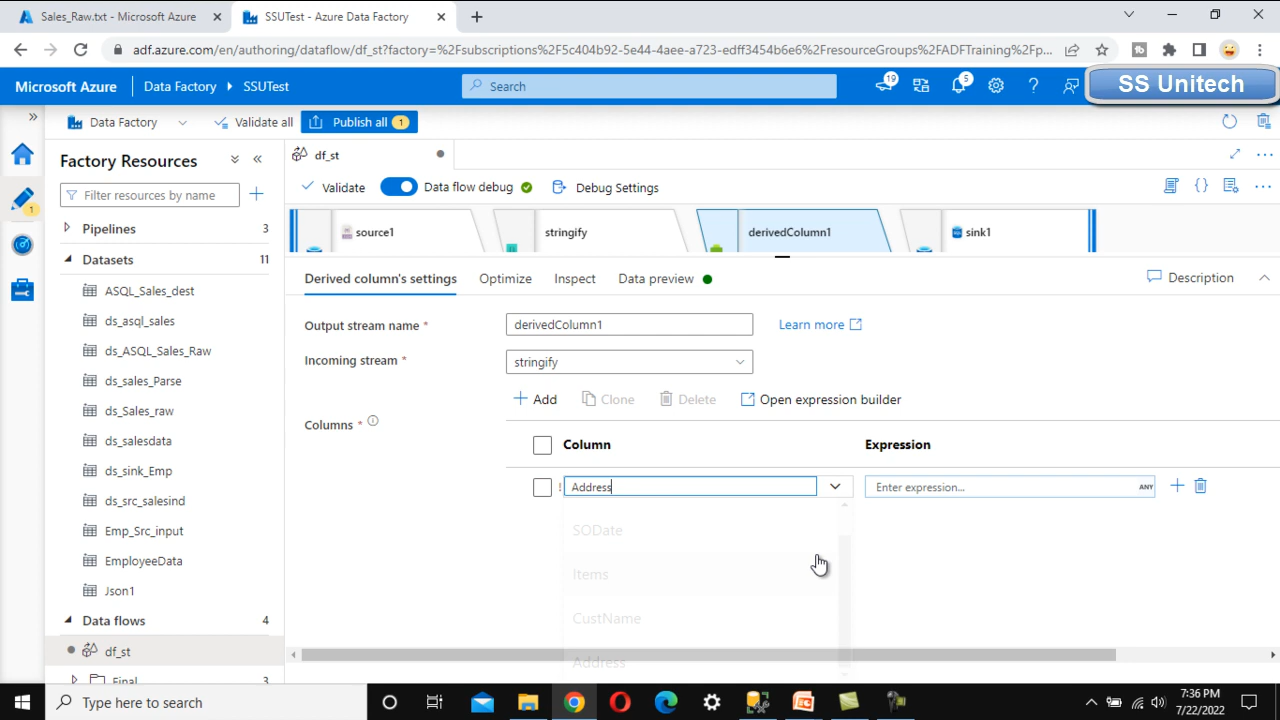 Sales_Raw.txt - Microsoft Azure
SSUTest - Azure Data Factory
adf.azure.com/en/authoring/dataflow/df_st?factory=%2Fsubscriptions%2F5c404b92-5e44-4aee-a723-edff3454b6e6%2FresourceGroups%2FADFTraining%2Fp...
Microsoft Azure
Data Factory
SSUTest
Search
19
5
SS Unitech
Data Factory
Validate all
Publish all
1
Factory Resources
df_st
Filter resources by name
Validate
Data flow debug
Debug Settings
1
Pipelines
3
source1
stringify
derivedColumn1
sink1
Datasets
11
ASQL_Sales_dest
ds_asql_sales
ds_ASQL_Sales_Raw
ds_sales_Parse
ds_Sales_raw
ds_salesdata
ds_sink_Emp
ds_src_salesind
Emp_Src_input
EmployeeData
Json1
Data flows
4
df_st
Final
3
Derived column's settings
Optimize
Inspect
Data preview
Description
Output stream name *
derivedColumn1
Learn more
Incoming stream *
stringify
Add
Clone
Delete
Open expression builder
Columns *
Column
Expression
Address
Enter expression...
ANY
SODate
Items
CustName
Address
Type here to search
7:36 PM
7/22/2022